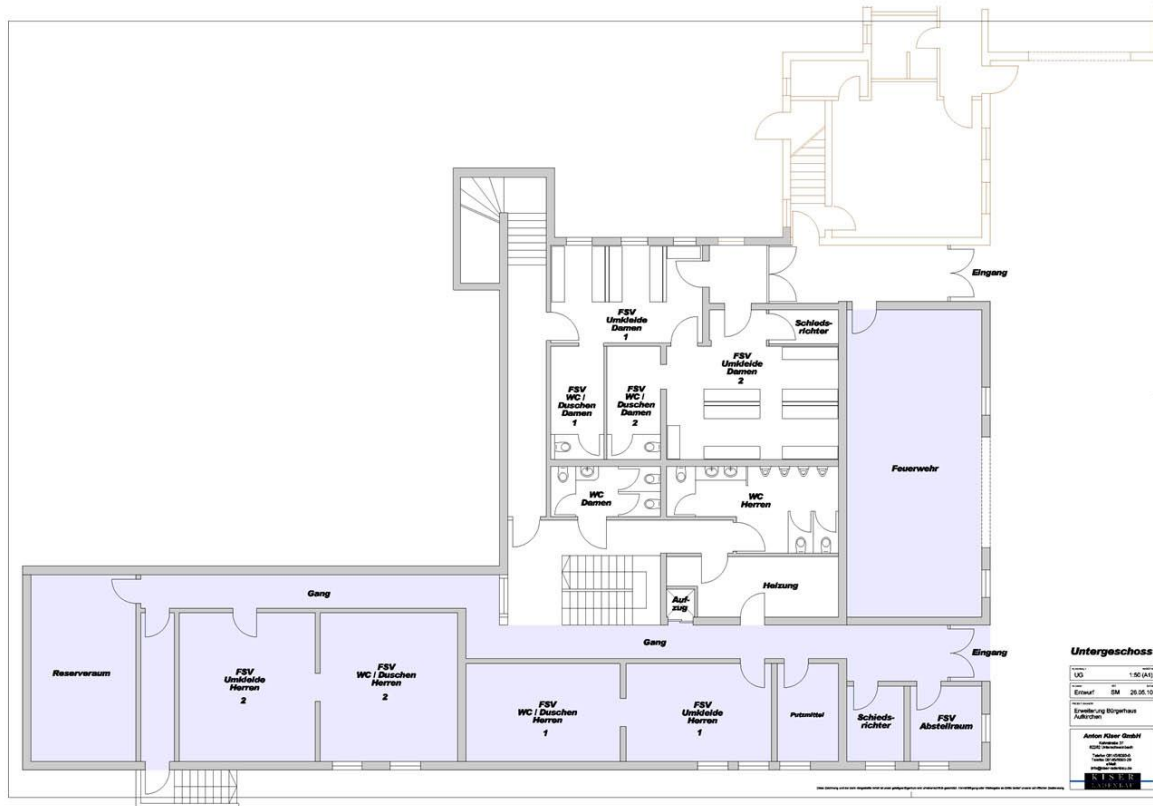 Eingang
FSV
Umkleide
Damen
1
Schieds-
richter
FSV
Umkleide
Damen
2
FSV
WC /
Duschen
Damen
1
FSV
WC /
Duschen
Damen
2
Feuerwehr
WC
Damen
WC
Herren
Heizung
Auf-
zug
Gang
Gang
Eingang
Reserveraum
FSV
Umkleide
Herren
2
FSV
WC / Duschen
Herren
2
FSV
WC / Duschen
Herren
1
FSV
Umkleide
Herren
1
Putzmittel
Schieds-
richter
FSV
Abstellraum
Untergeschoss
UG 1:50 (A1)
Entwurf SM 26.05.10
Erweiterung Bürgerhaus
Aufkirchen
Anton Kiser GmbH
KISER